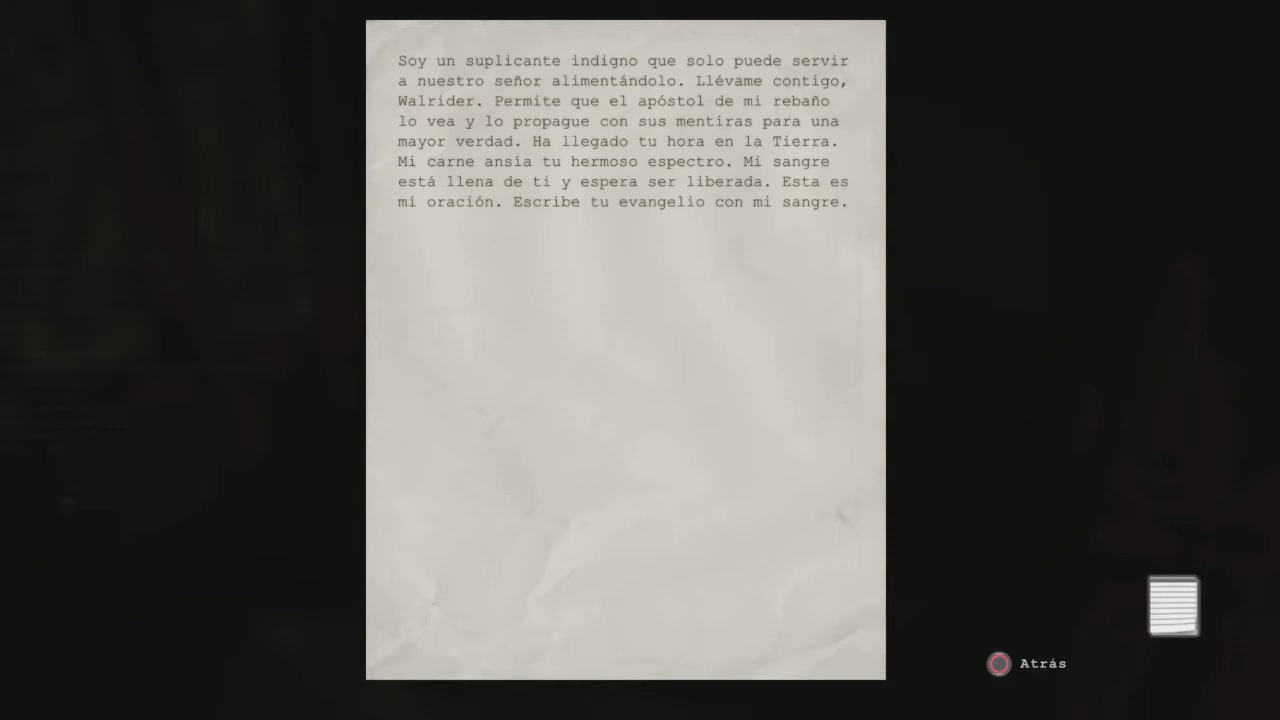 Soy un suplicante indigno que solo puede servir
a nuestro señor alimentándolo. Llévame contigo,
Walrider. Permite que el apóstol de mi rebaño
lo vea y lo propague con sus mentiras para una
mayor verdad. Ha llegado tu hora en la Tierra.
Mi carne ansía tu hermoso espectro. Mi sangre
está llena de ti y espera ser liberada. Esta es
mi oración. Escribe tu evangelio con mi sangre.
Atrás